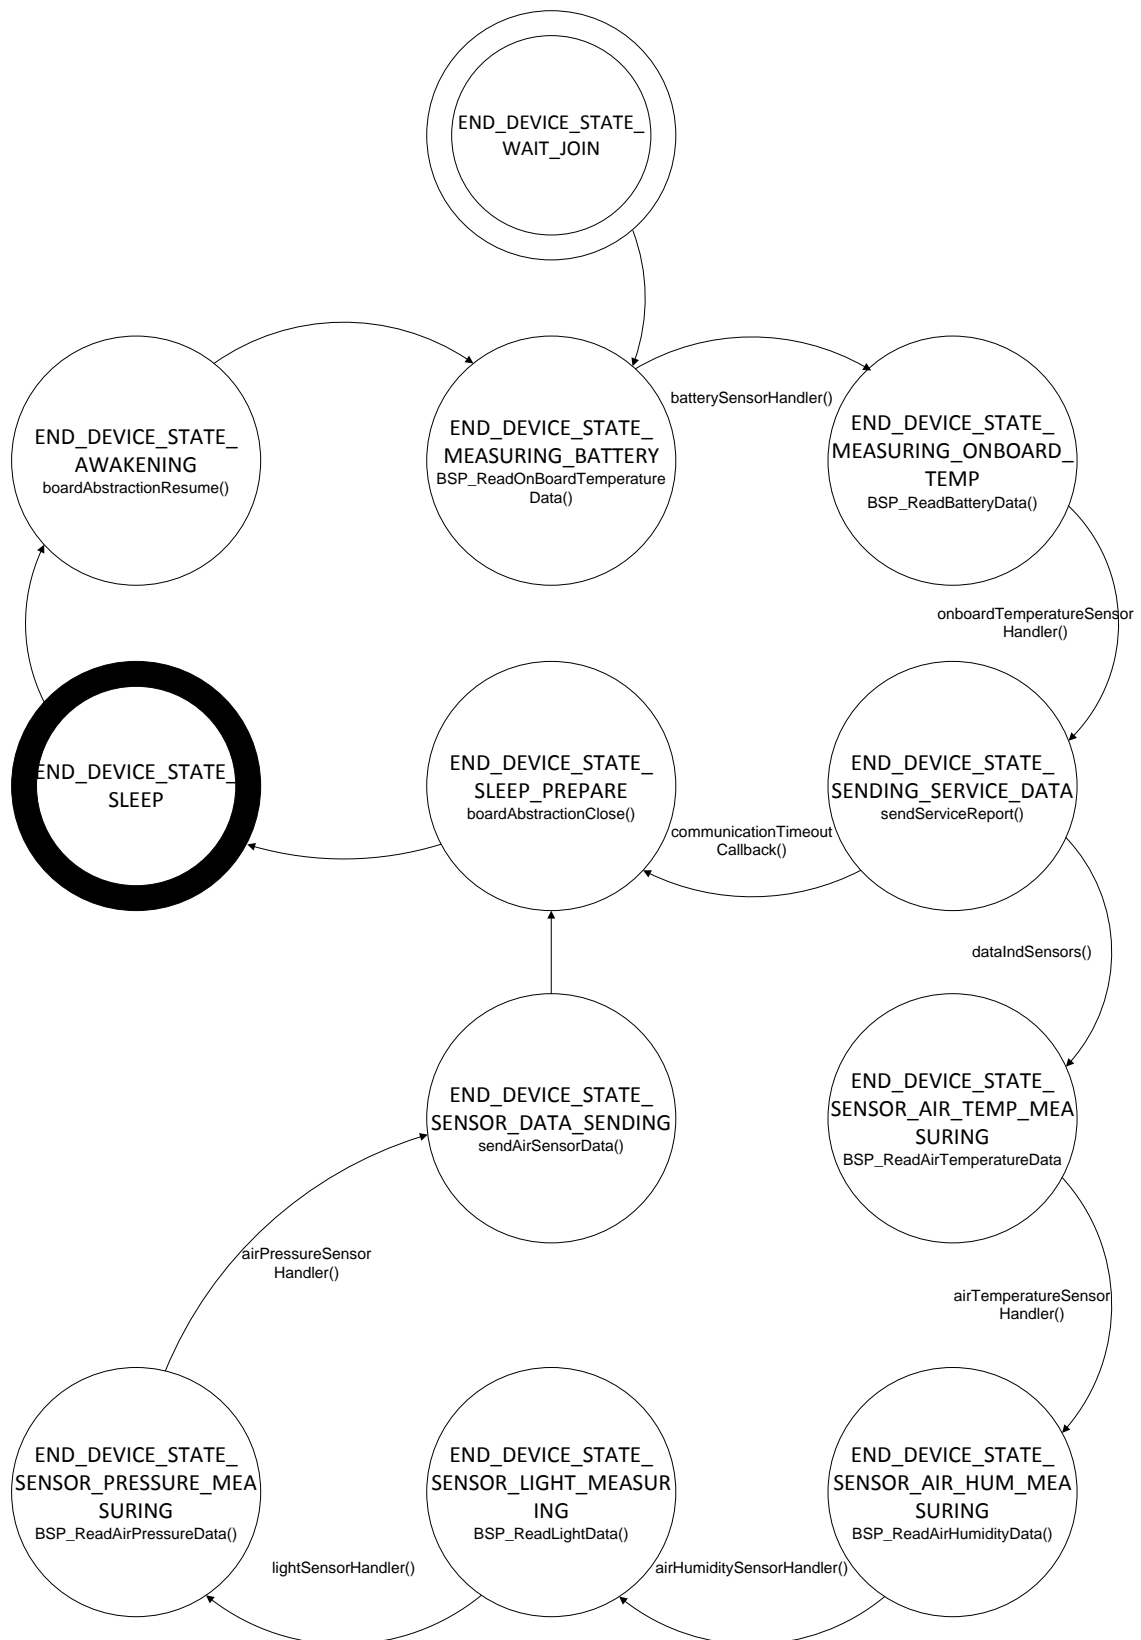 END_DEVICE_STATE_
WAIT_JOIN
END_DEVICE_STATE_
AWAKENING
boardAbstractionResume()
END_DEVICE_STATE_
MEASURING_BATTERY
BSP_ReadOnBoardTemperature
Data()
batterySensorHandler()
END_DEVICE_STATE_
MEASURING_ONBOARD_
TEMP
BSP_ReadBatteryData()
onboardTemperatureSensor
Handler()
END_DEVICE_STATE_
SLEEP
END_DEVICE_STATE_
SLEEP_PREPARE
boardAbstractionClose()
communicationTimeout
Callback()
END_DEVICE_STATE_
SENDING_SERVICE_DATA
sendServiceReport()
dataIndSensors()
END_DEVICE_STATE_
SENSOR_DATA_SENDING
sendAirSensorData()
END_DEVICE_STATE_
SENSOR_AIR_TEMP_MEA
SURING
BSP_ReadAirTemperatureData
airPressureSensor
Handler()
airTemperatureSensor
Handler()
END_DEVICE_STATE_
SENSOR_PRESSURE_MEA
SURING
BSP_ReadAirPressureData()
lightSensorHandler()
END_DEVICE_STATE_
SENSOR_LIGHT_MEASUR
ING
BSP_ReadLightData()
airHumiditySensorHandler()
END_DEVICE_STATE_
SENSOR_AIR_HUM_MEA
SURING
BSP_ReadAirHumidityData()